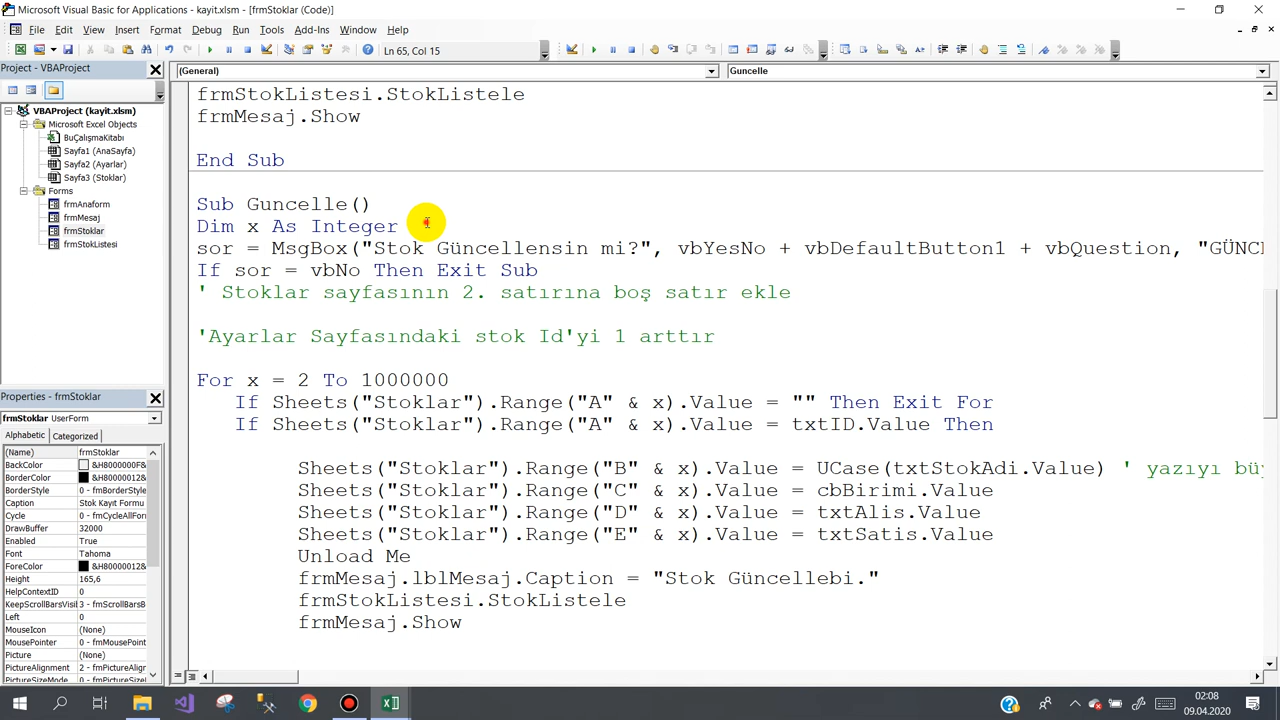 Microsoft Visual Basic for Applications - kayit.xlsm - [frmStoklar (Code)]
File Edit View Insert Format Debug Run Tools Add-Ins Window Help
Ln 65, Col 15
Project - VBAProject
(General)
Guncelle
VBAProject (kayit.xlsm)
Microsoft Excel Objects
BuÇalışmaKitabı
Sayfa1 (AnaSayfa)
Sayfa2 (Ayarlar)
Sayfa3 (Stoklar)
Forms
frmAnaform
frmMesaj
frmStoklar
frmStokListesi
frmStokListesi.StokListele
frmMesaj.Show
End Sub
Sub Guncelle()
Dim x As Integer
sor = MsgBox("Stok Güncellensin mi?", vbYesNo + vbDefaultButton1 + vbQuestion, "GÜNC
If sor = vbNo Then Exit Sub
' Stoklar sayfasının 2. satırına boş satır ekle
'Ayarlar Sayfasındaki stok Id'yi 1 arttır
For x = 2 To 1000000
If Sheets("Stoklar").Range("A" & x).Value = "" Then Exit For
If Sheets("Stoklar").Range("A" & x).Value = txtID.Value Then
Sheets("Stoklar").Range("B" & x).Value = UCase(txtStokAdi.Value) ' yazıyı bü
Sheets("Stoklar").Range("C" & x).Value = cbBirimi.Value
Sheets("Stoklar").Range("D" & x).Value = txtAlis.Value
Sheets("Stoklar").Range("E" & x).Value = txtSatis.Value
Unload Me
frmMesaj.lblMesaj.Caption = "Stok Güncellebi."
frmStokListesi.StokListele
frmMesaj.Show
Properties - frmStoklar
frmStoklar UserForm
Alphabetic Categorized
(Name) frmStoklar
BackColor &H8000000F&
BorderColor &H80000012&
BorderStyle 0 - fmBorderStyle
Caption Stok Kayit Formu
Cycle 0 - fmCycleAllForm
DrawBuffer 32000
Enabled True
Font Tahoma
ForeColor &H80000012&
Height 165,6
HelpContextID 0
KeepScrollBarsVisil 3 - fmScrollBarsB
Left 0
MouseIcon (None)
MousePointer 0 - fmMousePoint
Picture (None)
PictureAlignment 2 - fmPictureAlign
PictureSizeMode 0 - fmPictureSize
02:08
09.04.2020